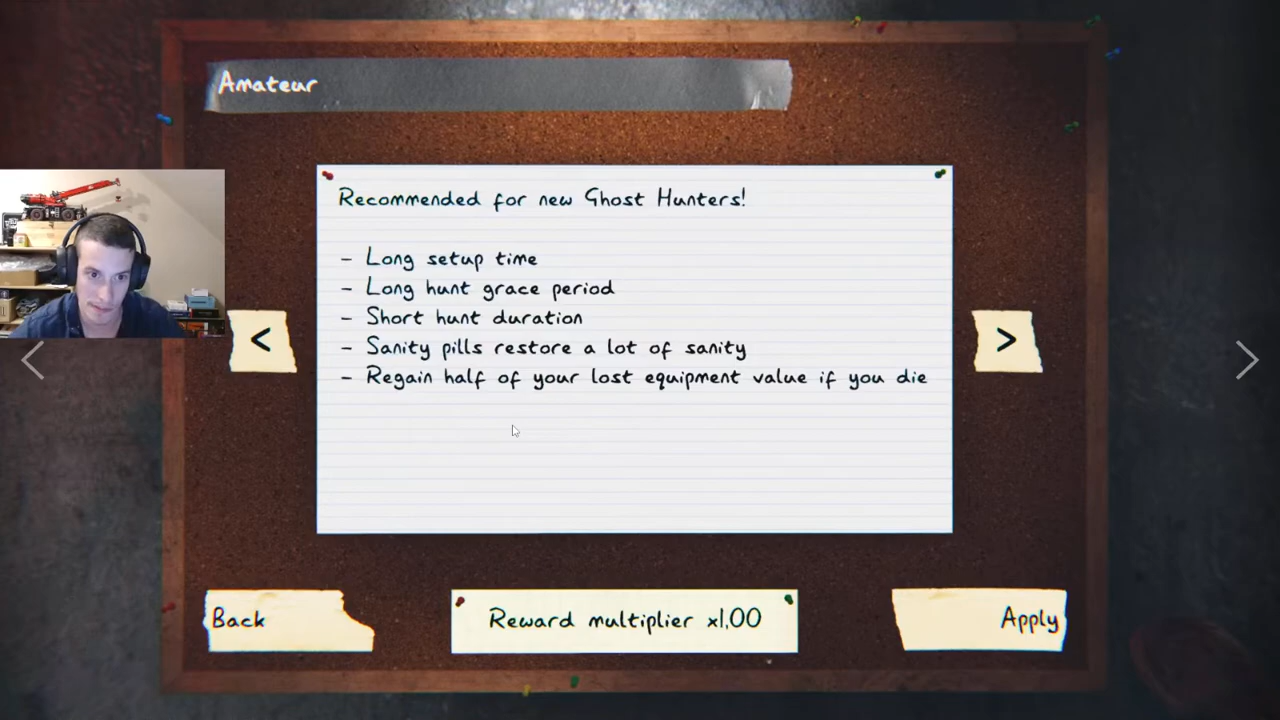 Amateur
Recommended for new Ghost Hunters!
- Long setup time
- Long hunt grace period
- Short hunt duration
- Sanity pills restore a lot of sanity
- Regain half of your lost equipment value if you die
< >
Back
Reward multiplier x1,00
Apply